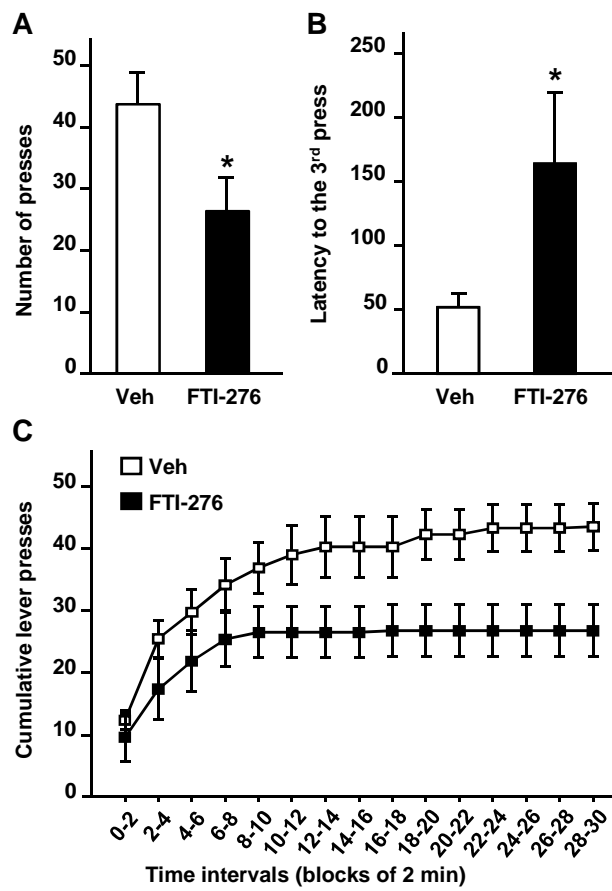 A
Number of presses
50
40
30
20
10
0
*
Veh FTI-276
B
Latency to the 3rd press
250
200
150
100
50
0
*
Veh FTI-276
C
Cumulative lever presses
50
40
30
20
10
0
Veh
FTI-276
0-2 2-4 4-6 6-8 8-10 10-12 12-14 14-16 16-18 18-20 20-22 22-24 24-26 26-28 28-30
Time intervals (blocks of 2 min)